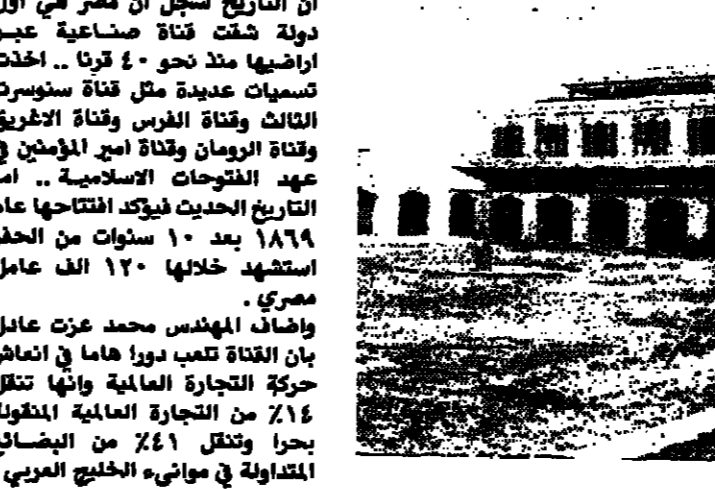 ان التاريخ سجل ان مصر هي اول
دولة شقت قناة صناعية عبر
اراضيها منذ نحو ٤٠ قرنا .. اخذت
تسميات عديدة مثل قناة سنوسرت
الثالث وقناة الفرس وقناة الاغريق
وقناة الرومان وقناة امير المؤمنين في
عهد الفتوحات الاسلامية .. اما
التاريخ الحديث فيؤكد افتتاحها عام
١٨٦٩ بعد ١٠ سنوات من الحفر
استشهد خلالها ١٢٠ الف عامل
مصري .
واضاف المهندس محمد عزت عادل
بان القناة تلعب دورا هاما في انعاش
حركة التجارة العالمية وانها تنقل
١٤٪ من التجارة العالمية المنقولة
بحرا وتنقل ٤١٪ من البضائع
المتداولة في موانيء الخليج العربي